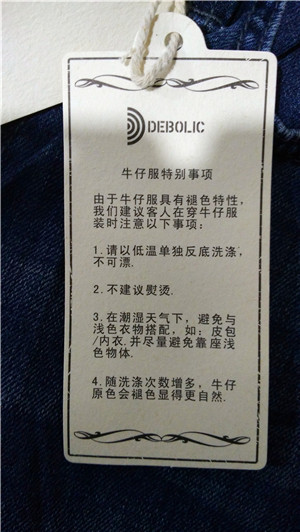 DEBOLIC
牛仔服特别事项
由于牛仔服具有褪色特性，
我们建议客人在穿牛仔服
装时注意以下事项：
1.请以低温单独反底洗涤，
不可漂.
2.不建议熨烫.
3.在潮湿天气下，避免与
浅色衣物搭配，如：皮包
/内衣.并尽量避免靠座浅
色物体.
4.随洗涤次数增多，牛仔
原色会褪色显得更自然.